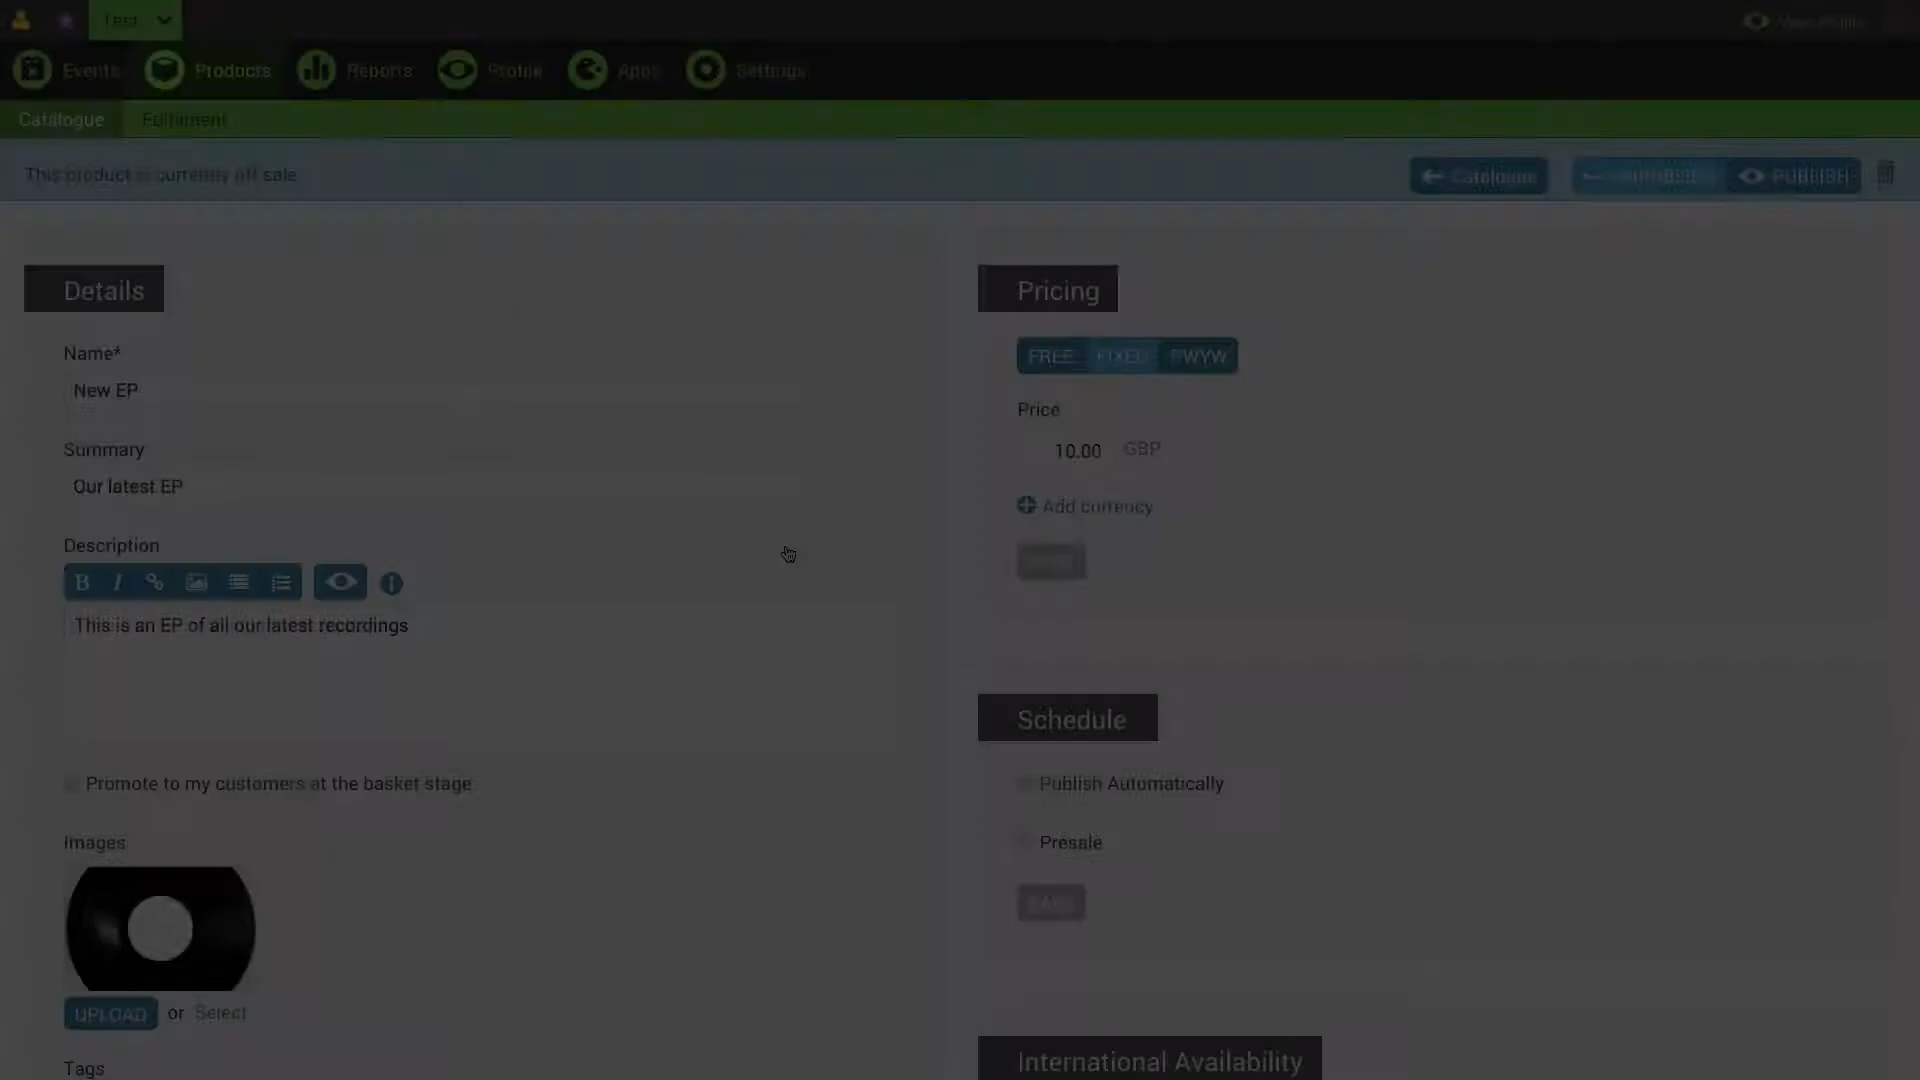 Test
Events Products Reports Profile Apps Settings
Catalogue Fulfilment
This product is currently off sale
Catalogue PUBLISH
Details
Name*
New EP
Summary
Our latest EP
Description
B I
This is an EP of all our latest recordings
Promote to my customers at the basket stage
Images
UPLOAD or Select
Tags
Pricing
FREE FIXED PWYW
Price
10.00 GBP
Add currency
Schedule
Publish Automatically
Presale
International Availability